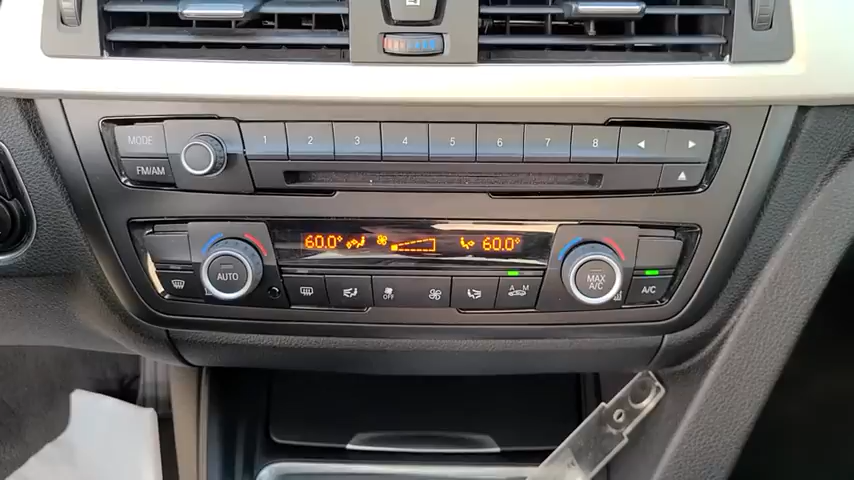 MODE 1 2 3 4 5 6 7 8
FM/AM
60.0° 60.0°
AUTO
MAX A/C
OFF
A M
A/C